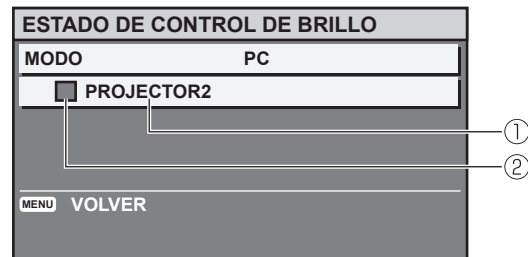 ESTADO DE CONTROL DE BRILLO
MODO PC
PROJECTOR2
①
②
MENU VOLVER